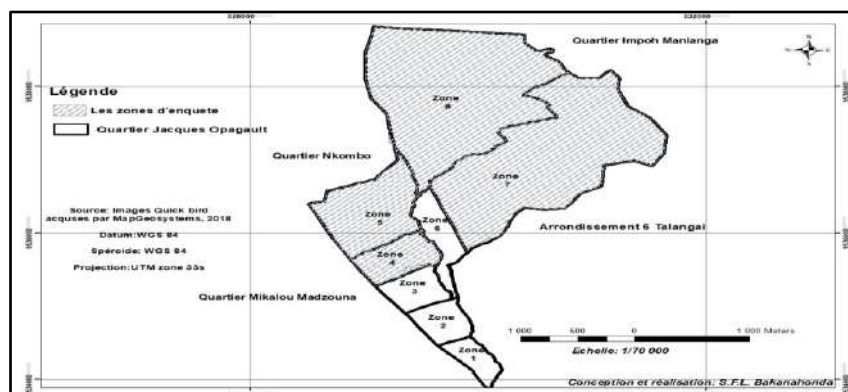 528000
532000
Quartier Impoh Manianga
Légende
Les zones d'enquete
Quartier Jacques Opagault
Zone
8
Quartier Nkombo
Zone
7
Source: Images Quick bird
acquses par MapGeosystems, 2018
Datum:WGS 84
Spéroide: WGS 84
Projection:UTM zone 33s
Zone
5
Zone
6
Arrondissement 6 Talangai
Zone
4
Zone
3
Quartier Mikalou Madzouna
Zone
2
Zone
1
1 000 500 0 1 000 Meters
Echelle: 1/70 000
Conception et réalisation: S.F.L. Bakanahonda